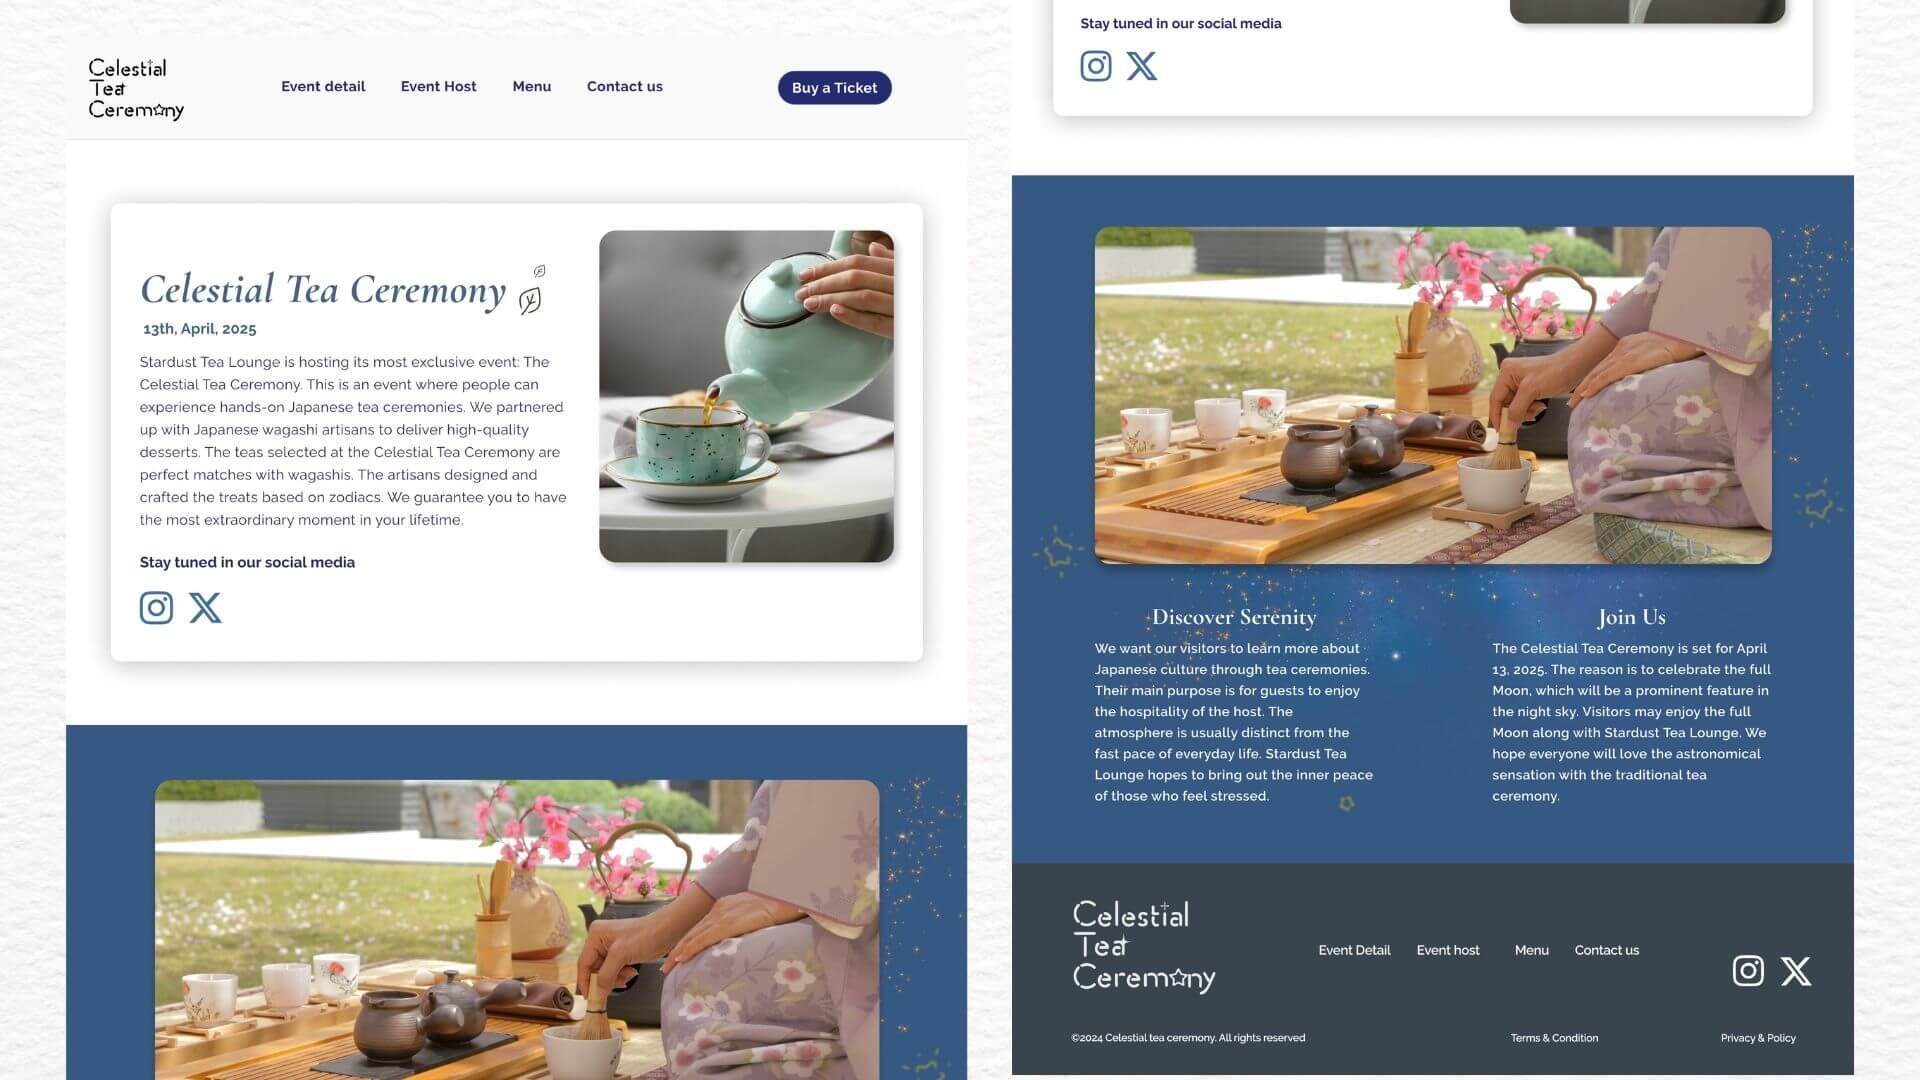 Celestial
Tea
Ceremony
Event detail
Event Host
Menu
Contact us
Buy a Ticket
Celestial Tea Ceremony
13th, April, 2025
Stardust Tea Lounge is hosting its most exclusive event: The
Celestial Tea Ceremony. This is an event where people can
experience hands-on Japanese tea ceremonies. We partnered
up with Japanese wagashi artisans to deliver high-quality
desserts. The teas selected at the Celestial Tea Ceremony are
perfect matches with wagashis. The artisans designed and
crafted the treats based on zodiacs. We guarantee you to have
the most extraordinary moment in your lifetime.
Stay tuned in our social media
Stay tuned in our social media
Discover Serenity
We want our visitors to learn more about
Japanese culture through tea ceremonies.
Their main purpose is for guests to enjoy
the hospitality of the host. The
atmosphere is usually distinct from the
fast pace of everyday life. Stardust Tea
Lounge hopes to bring out the inner peace
of those who feel stressed.
Join Us
The Celestial Tea Ceremony is set for April
13, 2025. The reason is to celebrate the full
Moon, which will be a prominent feature in
the night sky. Visitors may enjoy the full
Moon along with Stardust Tea Lounge. We
hope everyone will love the astronomical
sensation with the traditional tea
ceremony.
Celestial
Tea
Ceremony
Event Detail
Event host
Menu
Contact us
©2024 Celestial tea ceremony. All rights reserved
Terms & Condition
Privacy & Policy